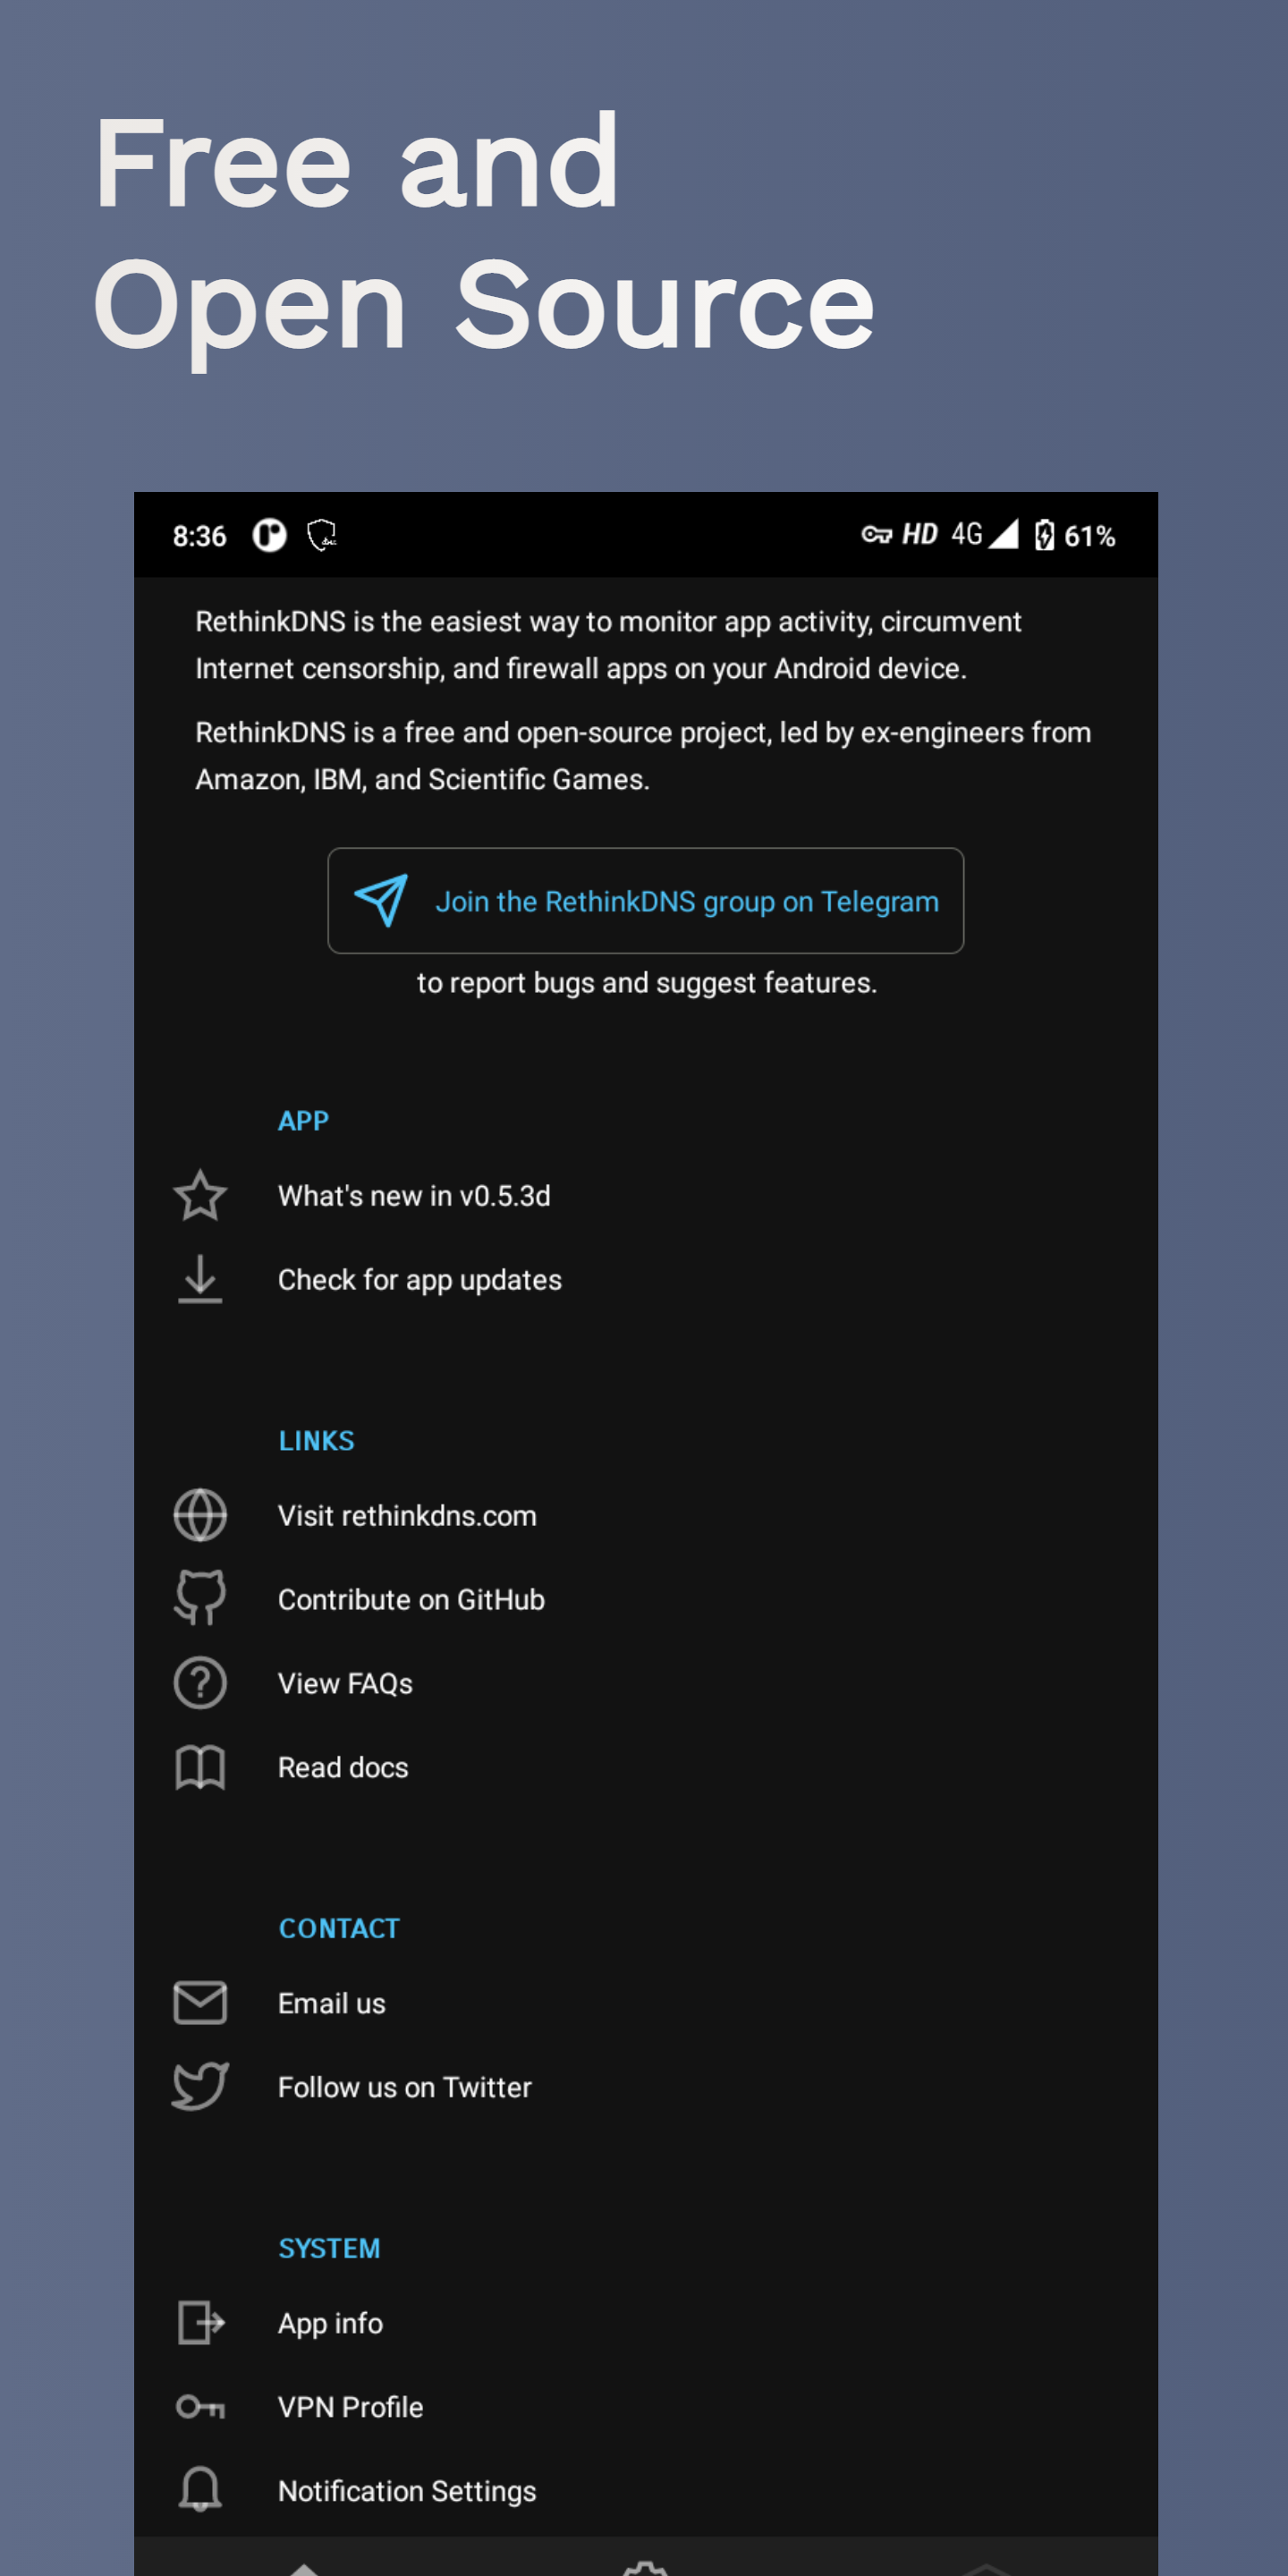 Free and
Open Source
8:36 HD 4G 61%
RethinkDNS is the easiest way to monitor app activity, circumvent
Internet censorship, and firewall apps on your Android device.
RethinkDNS is a free and open-source project, led by ex-engineers from
Amazon, IBM, and Scientific Games.
Join the RethinkDNS group on Telegram
to report bugs and suggest features.
APP
What's new in v0.5.3d
Check for app updates
LINKS
Visit rethinkdns.com
Contribute on GitHub
View FAQs
Read docs
CONTACT
Email us
Follow us on Twitter
SYSTEM
App info
VPN Profile
Notification Settings